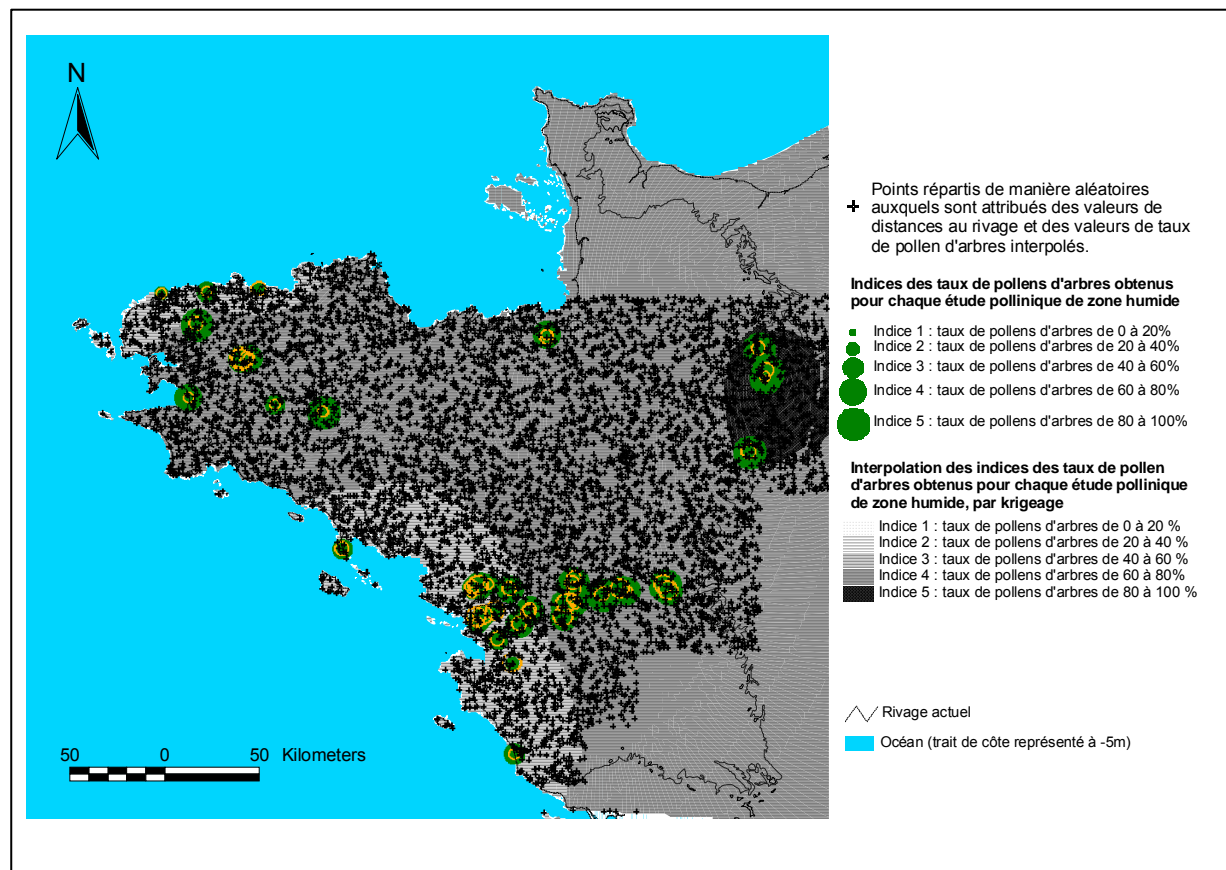 N
50 0 50 Kilometers
Points répartis de manière aléatoires
auxquels sont attribués des valeurs de
distances au rivage et des valeurs de taux
de pollen d'arbres interpolés.
Indices des taux de pollens d'arbres obtenus
pour chaque étude pollinique de zone humide
Indice 1 : taux de pollens d'arbres de 0 à 20%
Indice 2 : taux de pollens d'arbres de 20 à 40%
Indice 3 : taux de pollens d'arbres de 40 à 60%
Indice 4 : taux de pollens d'arbres de 60 à 80%
Indice 5 : taux de pollens d'arbres de 80 à 100%
Interpolation des indices des taux de pollen
d'arbres obtenus pour chaque étude pollinique
de zone humide, par krigeage
Indice 1 : taux de pollens d'arbres de 0 à 20 %
Indice 2 : taux de pollens d'arbres de 20 à 40 %
Indice 3 : taux de pollens d'arbres de 40 à 60 %
Indice 4 : taux de pollens d'arbres de 60 à 80%
Indice 5 : taux de pollens d'arbres de 80 à 100 %
Rivage actuel
Océan (trait de côte représenté à -5m)